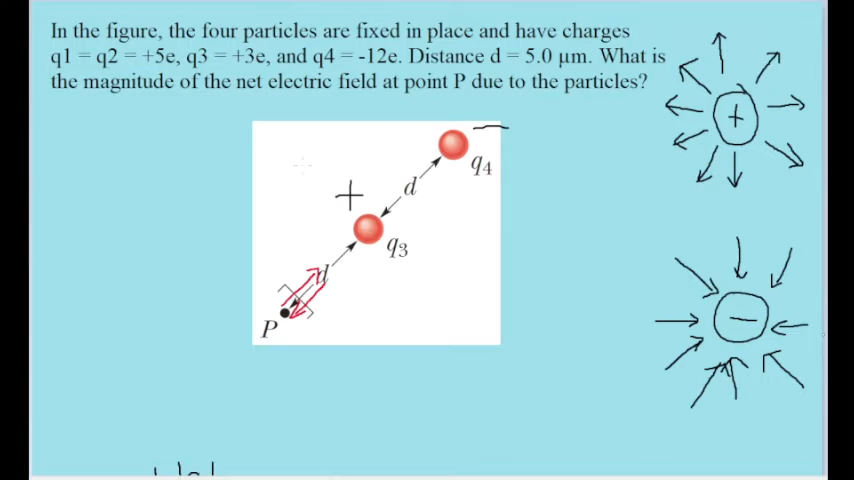 In the figure, the four particles are fixed in place and have charges
q1 = q2 = +5e, q3 = +3e, and q4 = -12e. Distance d = 5.0 µm. What is
the magnitude of the net electric field at point P due to the particles?
+
−
q4
d
+
q3
d
P
−